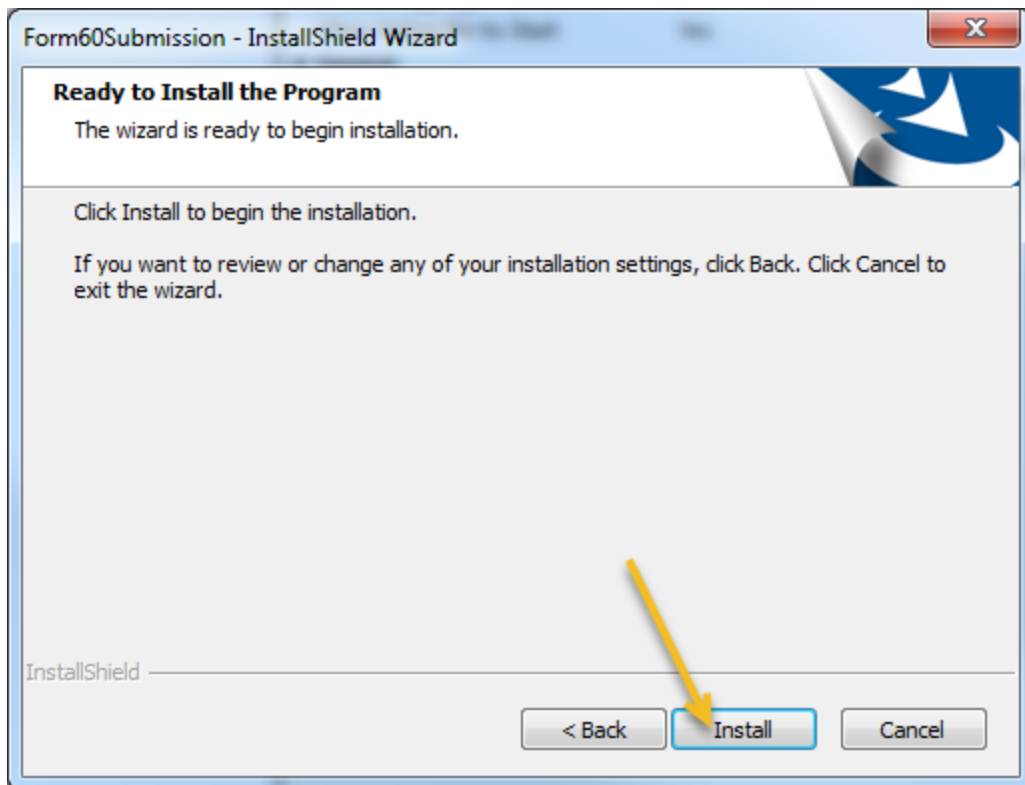 Form60Submission - InstallShield Wizard
Ready to Install the Program
The wizard is ready to begin installation.
Click Install to begin the installation.
If you want to review or change any of your installation settings, click Back. Click Cancel to
exit the wizard.
InstallShield
< Back
Install
Cancel